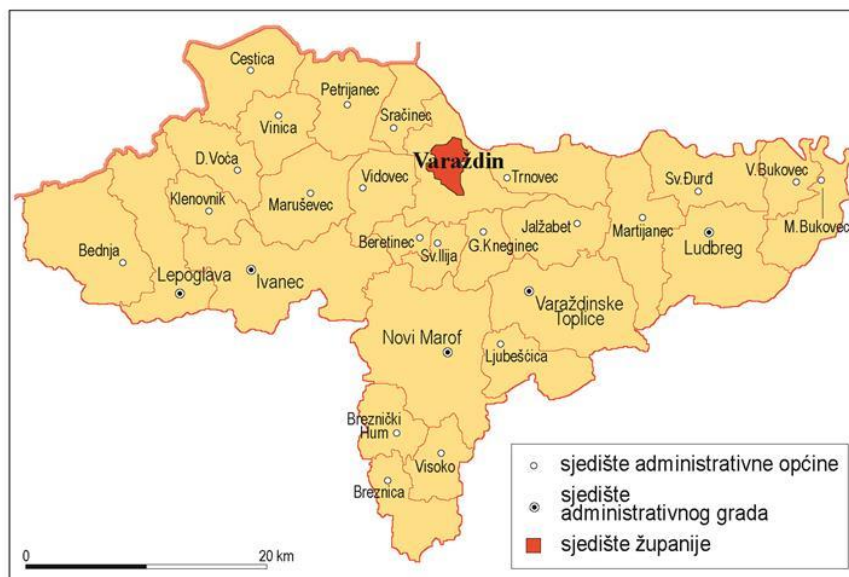 Cestica
Petrijanec
Sračinec
Vinica
Varaždin
D.Voća
Vidovec
Trnovec
Sv.Đurd
V.Bukovec
Klenovnik
Maruševec
M.Bukovec
Beretinec
Sv.Ilija
G.Kneginec
Jalžabet
Martijanec
Ludbreg
Bednja
Lepoglava
Ivanec
Varaždinske
Toplice
Novi Marof
Ljubešćica
Breznički
Hum
Visoko
Breznica
sjedište administrativne općine
sjedište
administrativnog grada
sjedište županije
0
20 km